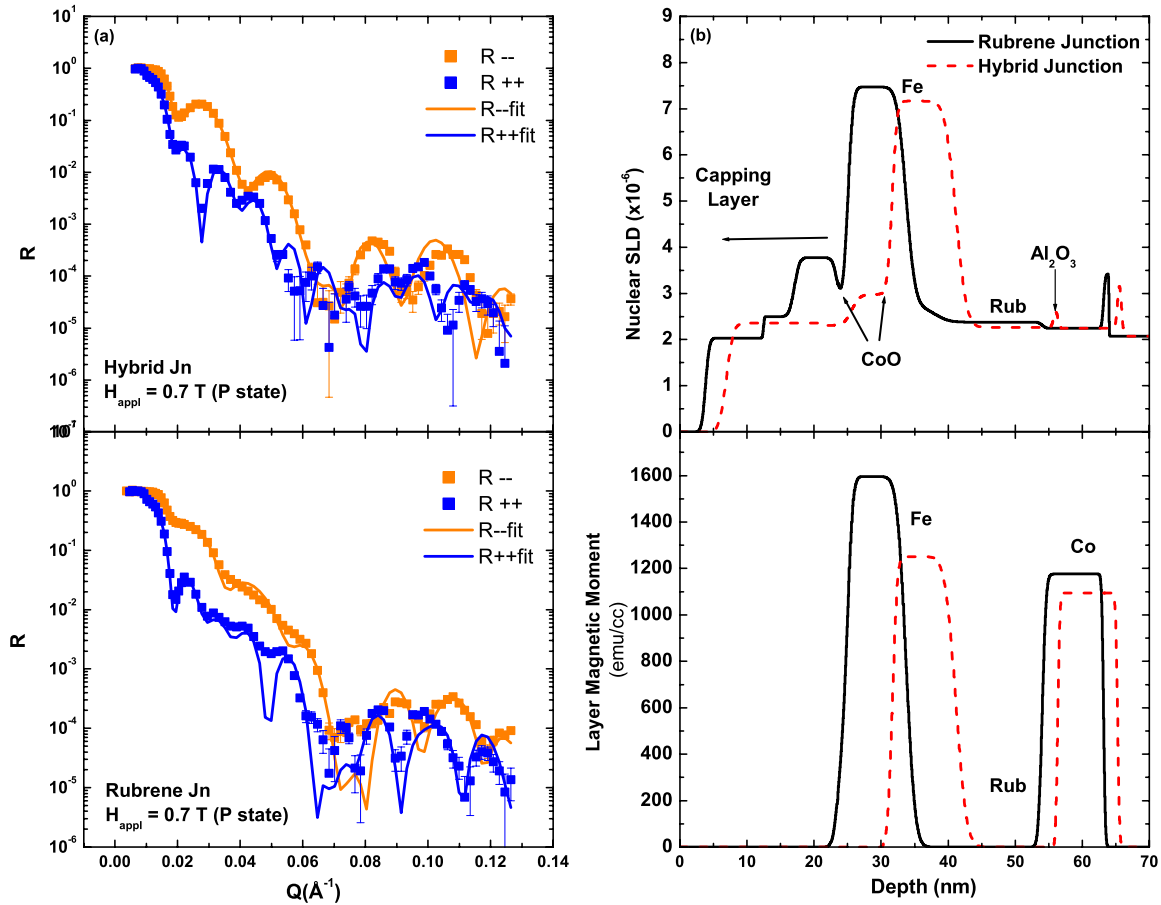 (a)
R --
R ++
R--fit
R++fit
Hybrid Jn
H_appl = 0.7 T (P state)
R
10^1
10^0
10^-1
10^-2
10^-3
10^-4
10^-5
10^-6
10^-7
(b)
Rubrene Junction
Hybrid Junction
Fe
Capping
Layer
Al2O3
Rub
CoO
Nuclear SLD (x10^-6)
9
8
7
6
5
4
3
2
1
0
R --
R ++
R--fit
R++fit
Rubrene Jn
H_appl = 0.7 T (P state)
R
10^0
10^-1
10^-2
10^-3
10^-4
10^-5
10^-6
0.00 0.02 0.04 0.06 0.08 0.10 0.12 0.14
Q(Å^-1)
Fe
Co
Rub
Layer Magnetic Moment
(emu/cc)
1600
1400
1200
1000
800
600
400
200
0
0 10 20 30 40 50 60 70
Depth (nm)